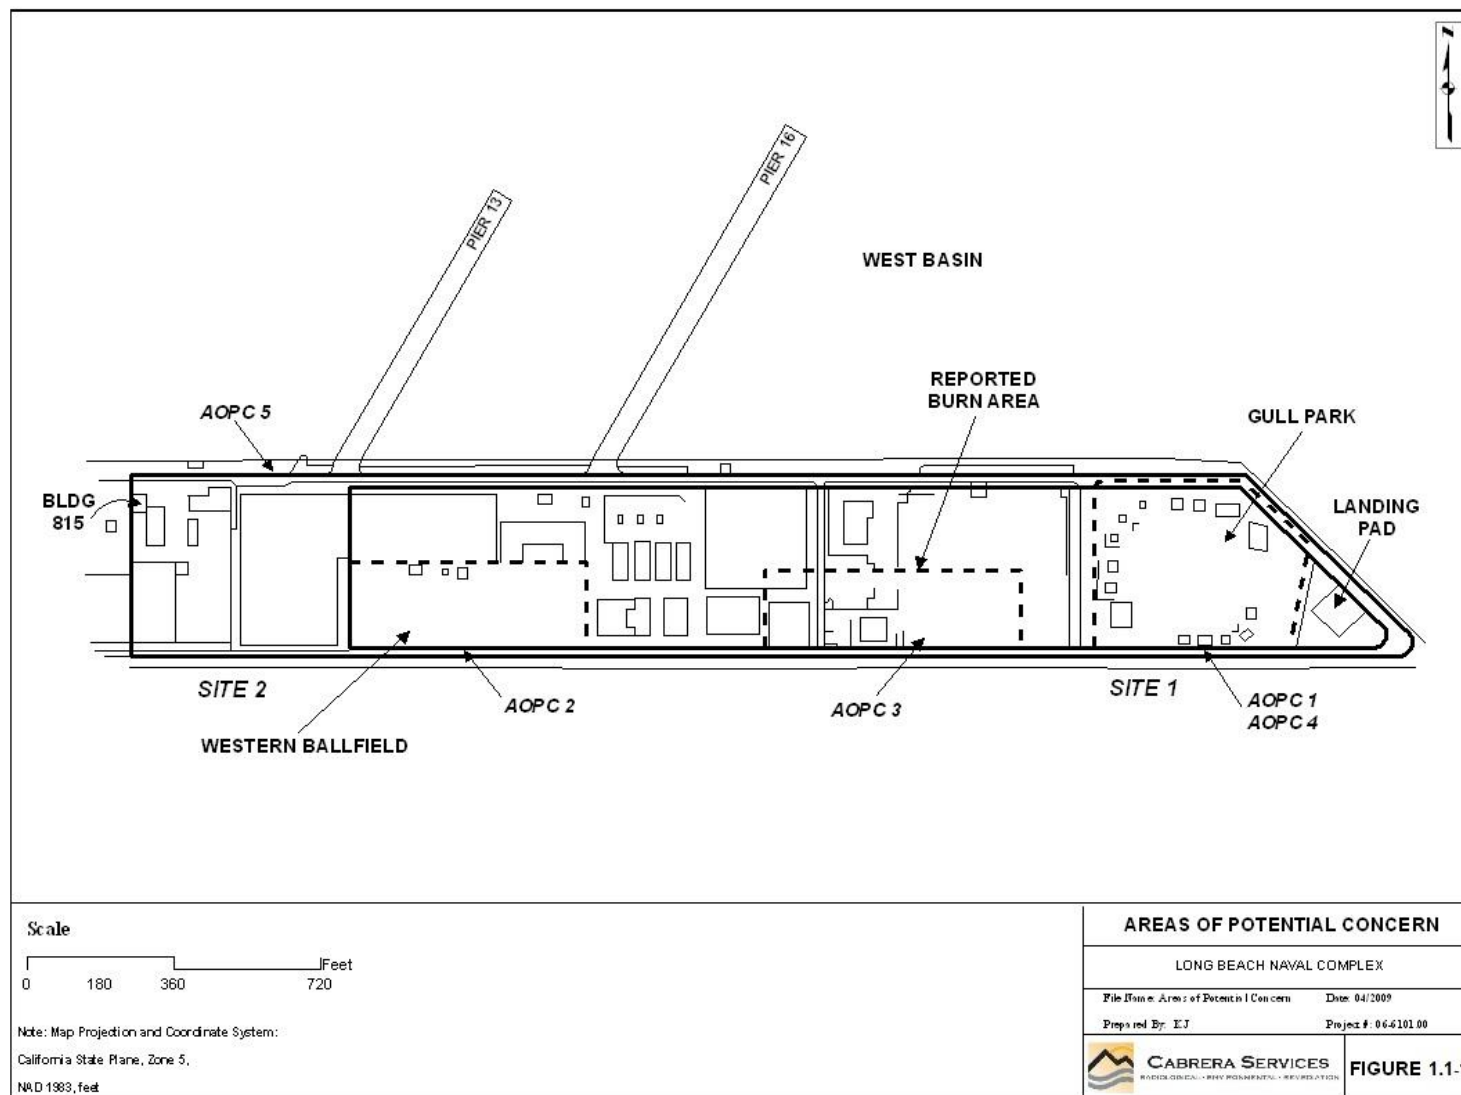 N
PIER 16
PIER 13
WEST BASIN
REPORTED
BURN AREA
AOPC 5
GULL PARK
BLDG
815
LANDING
PAD
SITE 2
AOPC 2
AOPC 3
SITE 1
AOPC 1
AOPC 4
WESTERN BALLFIELD
Scale
Feet
0 180 360 720
Note: Map Projection and Coordinate System:
California State Plane, Zone 5,
NAD 1983, feet
AREAS OF POTENTIAL CONCERN
LONG BEACH NAVAL COMPLEX
File Name: Areas of Potential Concern Date: 04/2009
Prepared By: KJ Project #: 06-6101.00
CABRERA SERVICES
RADIOLOGICAL · ENVIRONMENTAL · REMEDIATION
FIGURE 1.1-